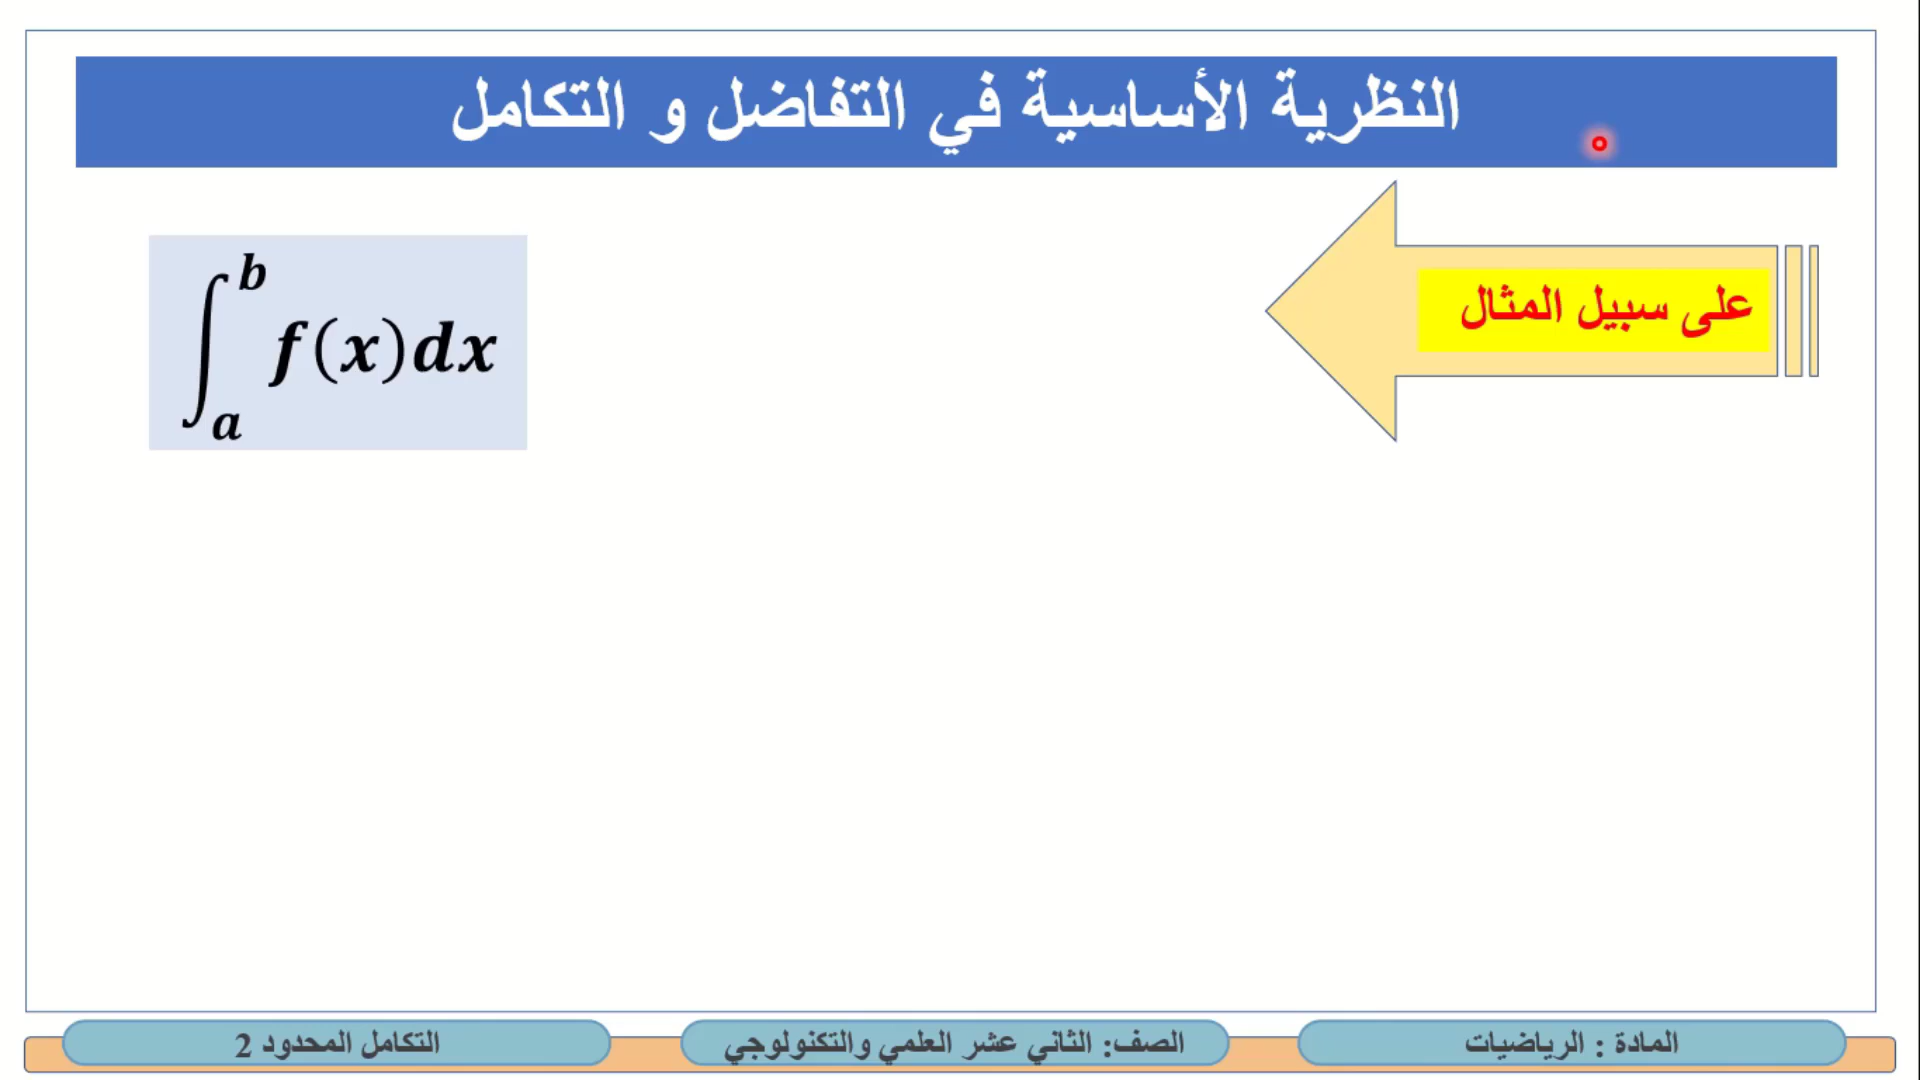 النظرية الأساسية في التفاضل و التكامل
على سبيل المثال
∫_a^b f(x)dx
المادة : الرياضيات
الصف: الثاني عشر العلمي والتكنولوجي
التكامل المحدود 2